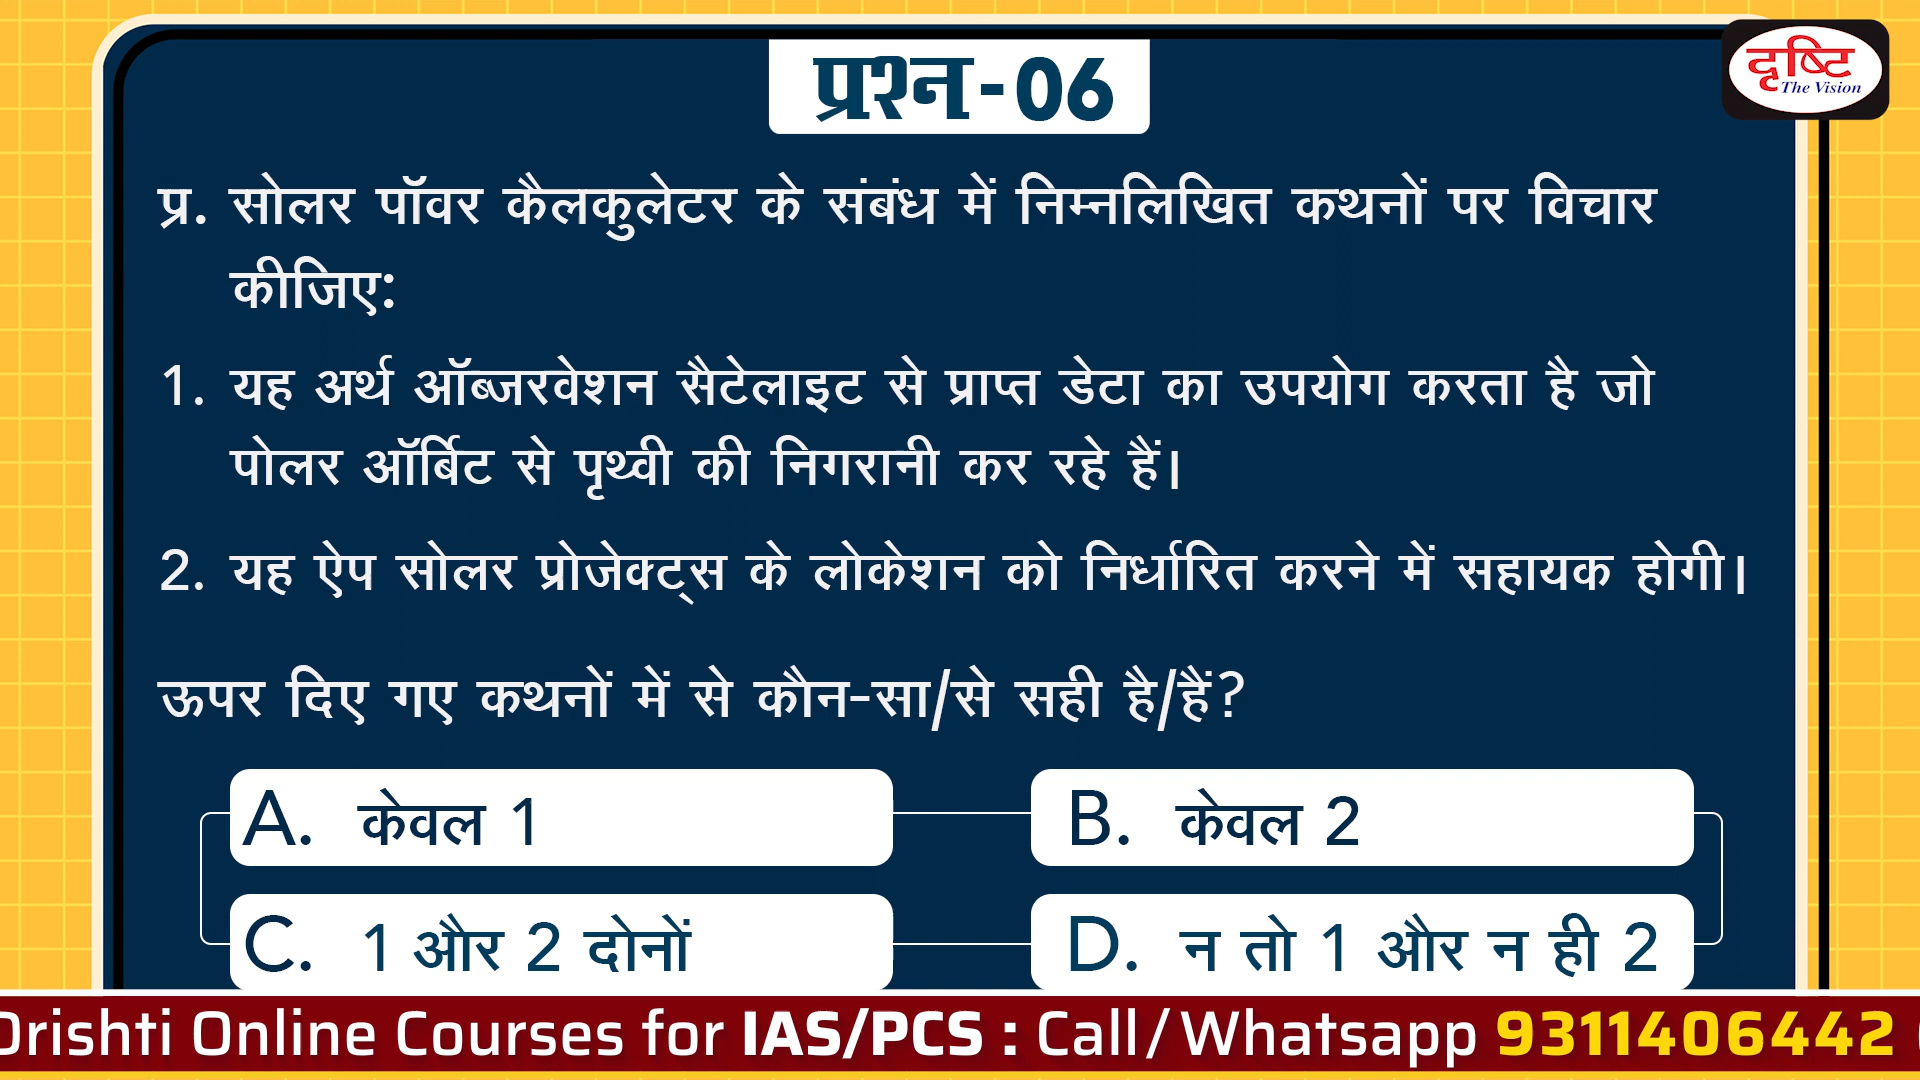 प्रश्न-06
दृष्टि
The Vision
प्र. सोलर पॉवर कैलकुलेटर के संबंध में निम्नलिखित कथनों पर विचार
कीजिए:
1. यह अर्थ ऑब्जरवेशन सैटेलाइट से प्राप्त डेटा का उपयोग करता है जो
पोलर ऑर्बिट से पृथ्वी की निगरानी कर रहे हैं।
2. यह ऐप सोलर प्रोजेक्ट्स के लोकेशन को निर्धारित करने में सहायक होगी।
ऊपर दिए गए कथनों में से कौन-सा/से सही है/हैं?
A. केवल 1
B. केवल 2
C. 1 और 2 दोनों
D. न तो 1 और न ही 2
Drishti Online Courses for IAS/PCS : Call/Whatsapp 9311406442